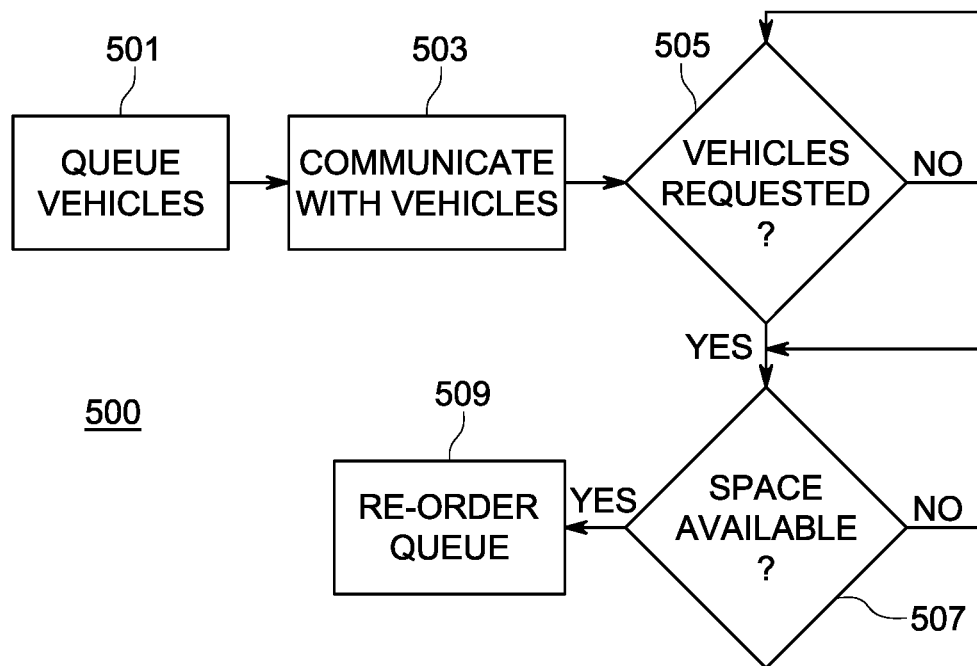 501
QUEUE
VEHICLES
503
COMMUNICATE
WITH VEHICLES
505
VEHICLES
REQUESTED
?
NO
YES
500
509
RE-ORDER
QUEUE
YES
SPACE
AVAILABLE
?
NO
507